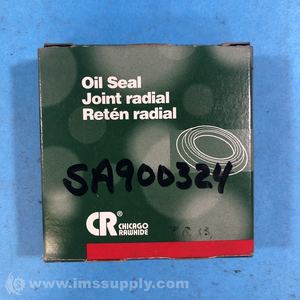 Oil Seal
Joint radial
Retén radial
SA900324
CR® CHICAGO
RAWHIDE
© www.imssupply.com